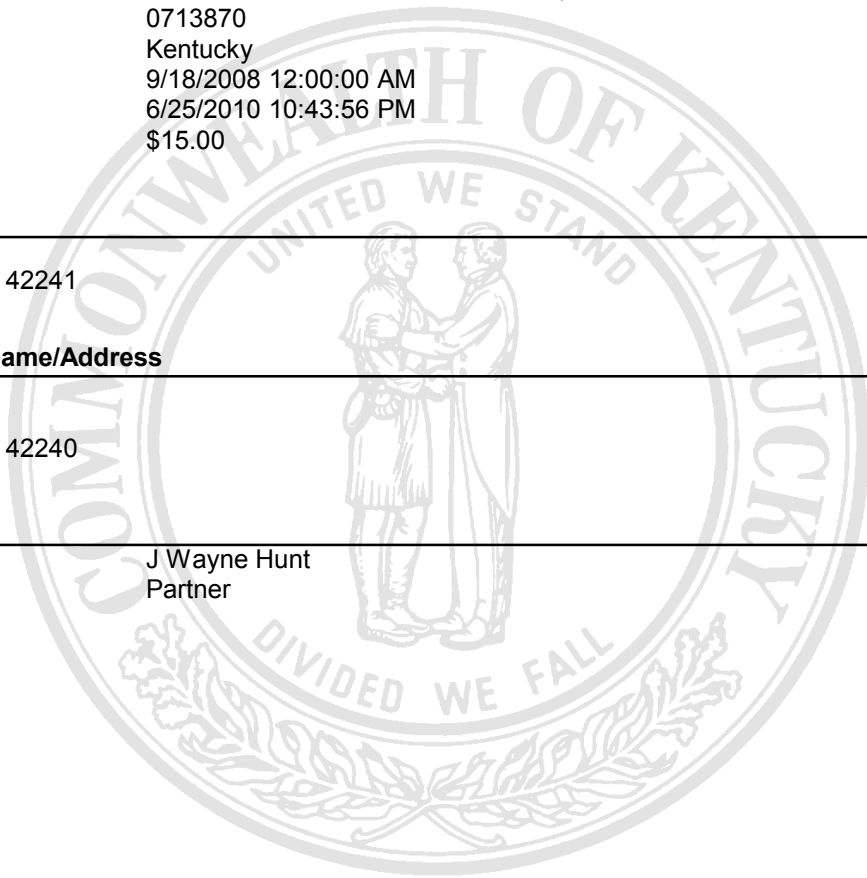 0713870
Kentucky
9/18/2008 12:00:00 AM
6/25/2010 10:43:56 PM
$15.00
COMMONWEALTH OF KENTUCKY
UNITED WE STAND
42241
ame/Address
42240
J Wayne Hunt
Partner
DIVIDED WE FALL